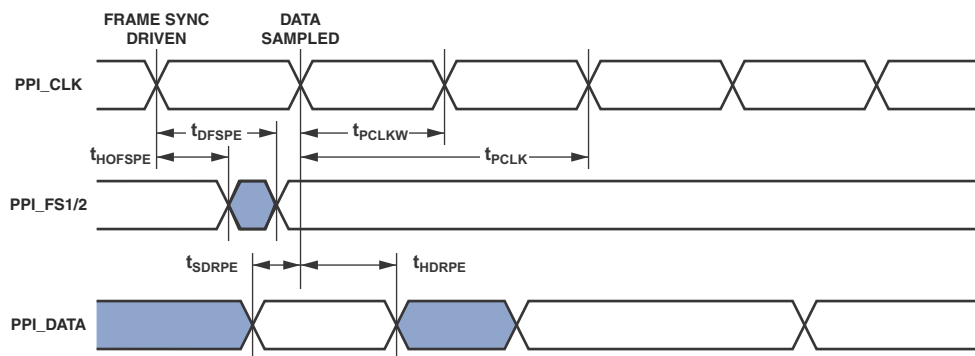 FRAME SYNC
DRIVEN
DATA
SAMPLED
PPI_CLK
tDFSPE
tPCLKW
tHOFSPE
tPCLK
PPI_FS1/2
tSDRPE
tHDRPE
PPI_DATA